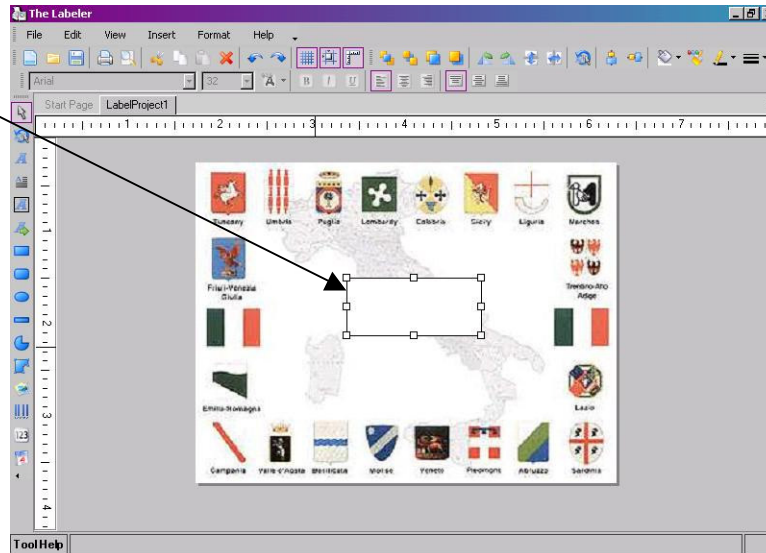 The Labeler
File Edit View Insert Format Help
Arial 32 A B I U
Start Page LabelProject1
1 2 3 4 5 6 7
Tuscany Umbria Puglia Lombardy Calabria Sicily Liguria Marches
Friuli-Venezia
Giulia
Trentino-Alto
Adige
1
2
3
4
Emilia-Romagna
Lazio
Campania Valle d'Aosta Basilicata Molise Veneto Piedmont Abruzzo Sardinia
123
Tool Help